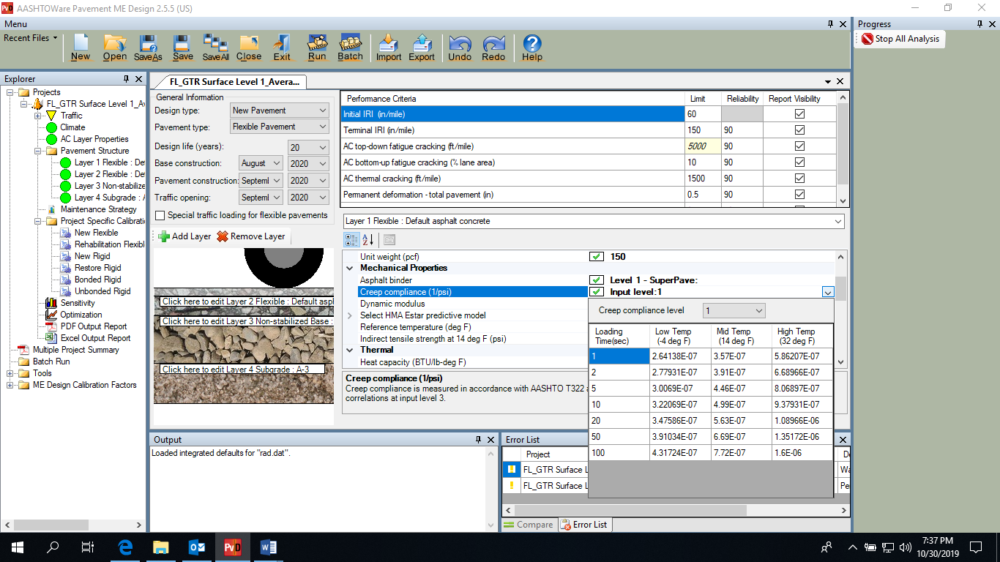 AASHTOWare Pavement ME Design 2.5.5 (US)
Menu
Recent Files
New Open SaveAs Save SaveAll Close Exit Run Batch Import Export Undo Redo Help
Progress
Stop All Analysis
Explorer
Projects
FL_GTR Surface Level 1_Av
Traffic
Climate
AC Layer Properties
Pavement Structure
Layer 1 Flexible : De
Layer 2 Flexible : De
Layer 3 Non-stabilize
Layer 4 Subgrade : A
Maintenance Strategy
Project Specific Calibrati
New Flexible
Rehabilitation Flexibl
New Rigid
Restore Rigid
Bonded Rigid
Unbonded Rigid
Sensitivity
Optimization
PDF Output Report
Excel Output Report
Multiple Project Summary
Batch Run
Tools
ME Design Calibration Factors
FL_GTR Surface Level 1_Avera...
General Information
Design type: New Pavement
Pavement type: Flexible Pavement
Design life (years): 20
Base construction: August 2020
Pavement construction: Septeml 2020
Traffic opening: Septeml 2020
Special traffic loading for flexible pavements
Add Layer Remove Layer
Click here to edit Layer 2 Flexible : Default aspl
Click here to edit Layer 3 Non-stabilized Base :
Click here to edit Layer 4 Subgrade : A-3
Performance Criteria Limit Reliability Report Visibility
Initial IRI (in/mile) 60
Terminal IRI (in/mile) 150 90
AC top-down fatigue cracking (ft/mile) 5000 90
AC bottom-up fatigue cracking (% lane area) 10 90
AC thermal cracking (ft/mile) 1500 90
Permanent deformation - total pavement (in) 0.5 90
Layer 1 Flexible : Default asphalt concrete
Unit weight (pcf) 150
Mechanical Properties
Asphalt binder Level 1 - SuperPave:
Creep compliance (1/psi) Input level:1
Dynamic modulus
Select HMA Estar predictive model
Reference temperature (deg F)
Indirect tensile strength at 14 deg F (psi)
Thermal
Heat capacity (BTU/lb-deg F)
Creep compliance (1/psi)
Creep compliance is measured in accordance with AASHTO T322 a
correlations at input level 3.
Creep compliance level 1
Loading Time(sec) Low Temp (-4 deg F) Mid Temp (14 deg F) High Temp (32 deg F)
1 2.64138E-07 3.57E-07 5.86207E-07
2 2.77931E-07 3.91E-07 6.68966E-07
5 3.0069E-07 4.46E-07 8.06897E-07
10 3.22069E-07 4.99E-07 9.37931E-07
20 3.47586E-07 5.63E-07 1.08966E-06
50 3.91034E-07 6.69E-07 1.35172E-06
100 4.31724E-07 7.72E-07 1.6E-06
Output
Loaded integrated defaults for "rad.dat".
Error List
Project De
FL_GTR Surface L Wa
FL_GTR Surface L Pe
Compare Error List
7:37 PM
10/30/2019